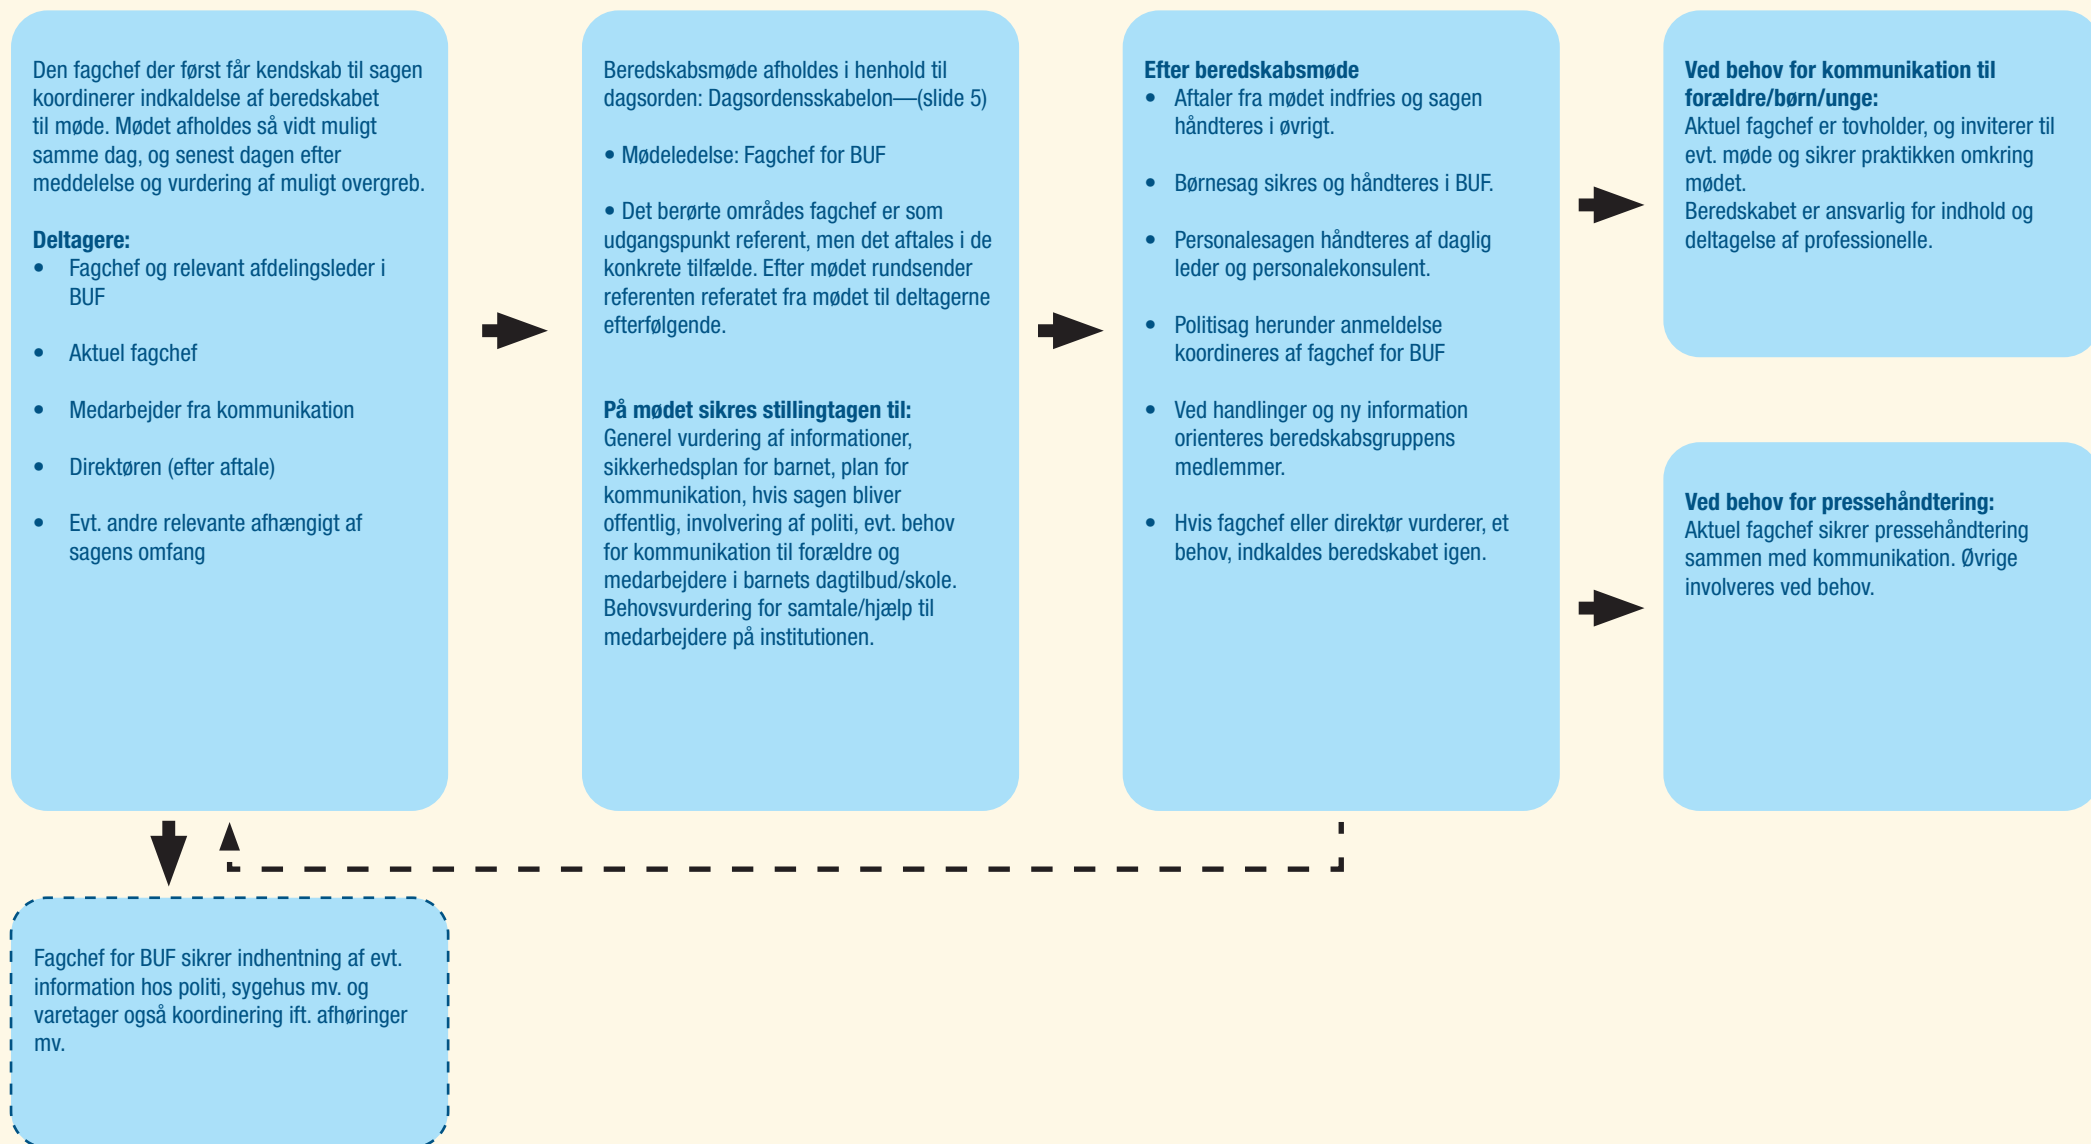 Den fagchef der først får kendskab til sagen
koordinerer indkaldelse af beredskabet
til møde. Mødet afholdes så vidt muligt
samme dag, og senest dagen efter
meddelelse og vurdering af muligt overgreb.
Deltagere:
• Fagchef og relevant afdelingsleder i
BUF
• Aktuel fagchef
• Medarbejder fra kommunikation
• Direktøren (efter aftale)
• Evt. andre relevante afhængigt af
sagens omfang
Beredskabsmøde afholdes i henhold til
dagsorden: Dagsordensskabelon—(slide 5)
• Mødeledelse: Fagchef for BUF
• Det berørte områdes fagchef er som
udgangspunkt referent, men det aftales i de
konkrete tilfælde. Efter mødet rundsender
referenten referatet fra mødet til deltagerne
efterfølgende.
På mødet sikres stillingtagen til:
Generel vurdering af informationer,
sikkerhedsplan for barnet, plan for
kommunikation, hvis sagen bliver
offentlig, involvering af politi, evt. behov
for kommunikation til forældre og
medarbejdere i barnets dagtilbud/skole.
Behovsvurdering for samtale/hjælp til
medarbejdere på institutionen.
Efter beredskabsmøde
• Aftaler fra mødet indfries og sagen
håndteres i øvrigt.
• Børnesag sikres og håndteres i BUF.
• Personalesagen håndteres af daglig
leder og personalekonsulent.
• Politisag herunder anmeldelse
koordineres af fagchef for BUF
• Ved handlinger og ny information
orienteres beredskabsgruppens
medlemmer.
• Hvis fagchef eller direktør vurderer, et
behov, indkaldes beredskabet igen.
Ved behov for kommunikation til
forældre/børn/unge:
Aktuel fagchef er tovholder, og inviterer til
evt. møde og sikrer praktikken omkring
mødet.
Beredskabet er ansvarlig for indhold og
deltagelse af professionelle.
Ved behov for pressehåndtering:
Aktuel fagchef sikrer pressehåndtering
sammen med kommunikation. Øvrige
involveres ved behov.
Fagchef for BUF sikrer indhentning af evt.
information hos politi, sygehus mv. og
varetager også koordinering ift. afhøringer
mv.